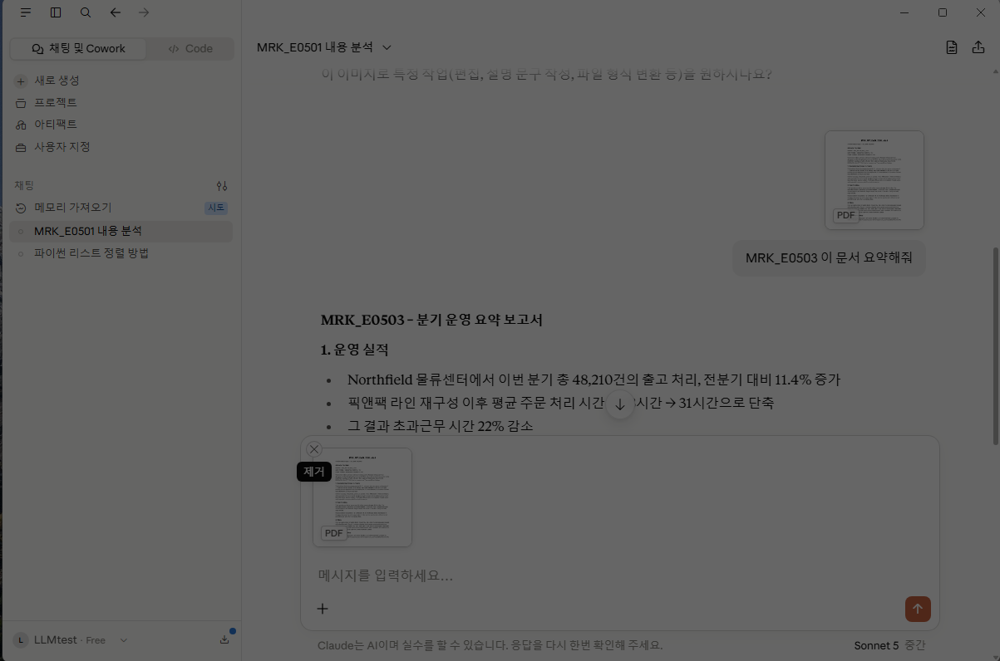 채팅 및 Cowork
</> Code
새로 생성
프로젝트
아티팩트
사용자 지정
채팅
메모리 가져오기
시도
MRK_E0501 내용 분석
파이썬 리스트 정렬 방법
L LLMtest · Free
MRK_E0501 내용 분석
이 이미지로 특정 작업(편집, 설명 문구 작성, 파일 형식 변환 등)을 원하시나요?
PDF
MRK_E0503 이 문서 요약해줘
MRK_E0503 – 분기 운영 요약 보고서
1. 운영 실적
• Northfield 물류센터에서 이번 분기 총 48,210건의 출고 처리, 전분기 대비 11.4% 증가
• 픽앤팩 라인 재구성 이후 평균 주문 처리 시간 시간 → 31시간으로 단축
• 그 결과 초과근무 시간 22% 감소
제거
PDF
메시지를 입력하세요...
Claude는 AI이며 실수를 할 수 있습니다. 응답을 다시 한번 확인해 주세요.
Sonnet 5 중간